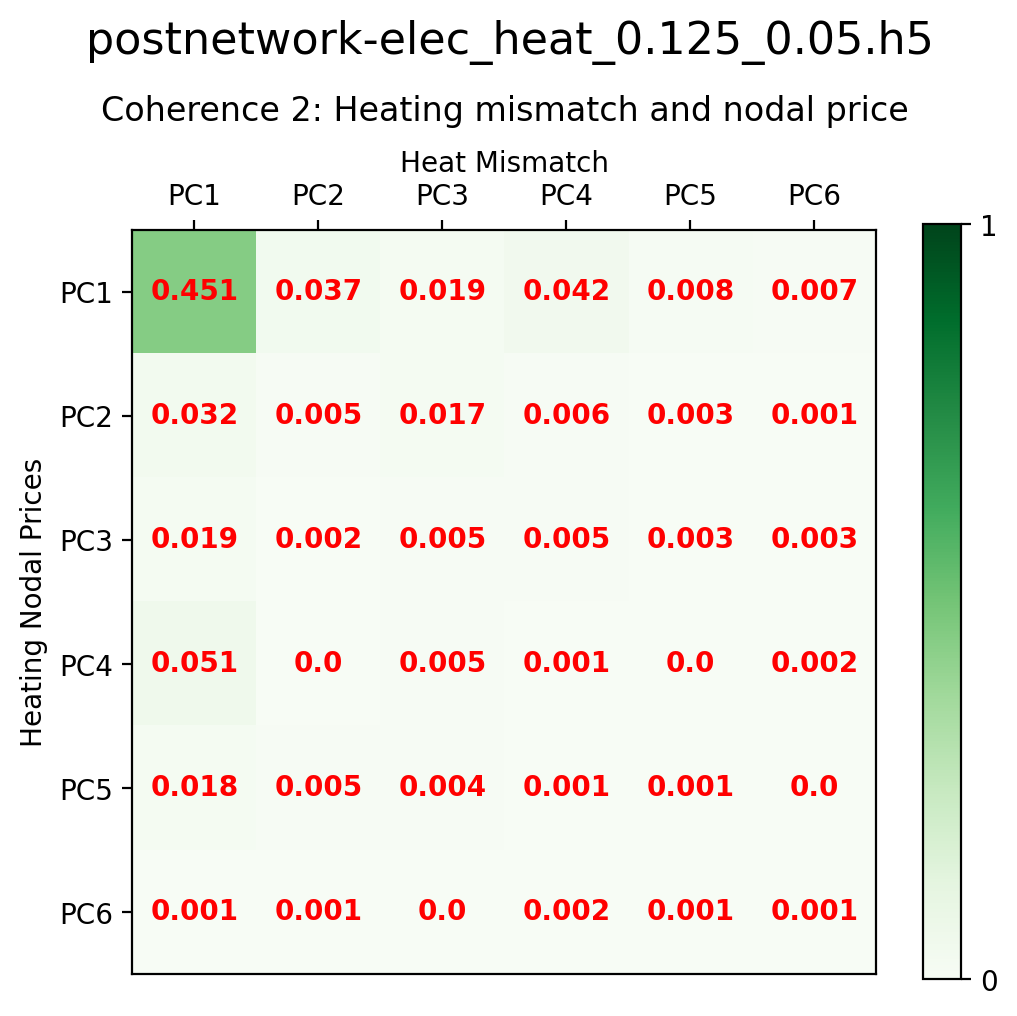 postnetwork-elec_heat_0.125_0.05.h5
Coherence 2: Heating mismatch and nodal price
Heat Mismatch
PC1 PC2 PC3 PC4 PC5 PC6
1
PC1 0.451 0.037 0.019 0.042 0.008 0.007
PC2 0.032 0.005 0.017 0.006 0.003 0.001
PC3 0.019 0.002 0.005 0.005 0.003 0.003
Heating Nodal Prices
PC4 0.051 0.0 0.005 0.001 0.0 0.002
PC5 0.018 0.005 0.004 0.001 0.001 0.0
PC6 0.001 0.001 0.0 0.002 0.001 0.001
0